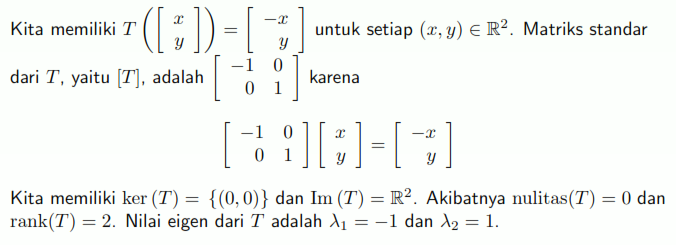 Kita memiliki T ([ x y ]) = [ −x y ] untuk setiap (x, y) ∈ ℝ². Matriks standar
dari T, yaitu [T], adalah [ −1 0 0 1 ] karena
[ −1 0 0 1 ] [ x y ] = [ −x y ]
Kita memiliki ker (T) = {(0, 0)} dan Im (T) = ℝ². Akibatnya nulitas(T) = 0 dan
rank(T) = 2. Nilai eigen dari T adalah λ₁ = −1 dan λ₂ = 1.